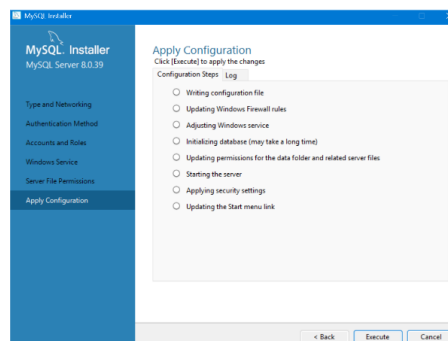 MySQL Installer
MySQL. Installer
MySQL Server 8.0.39
Type and Networking
Authentication Method
Accounts and Roles
Windows Service
Server File Permissions
Apply Configuration
Apply Configuration
Click [Execute] to apply the changes
Configuration Steps Log
Writing configuration file
Updating Windows Firewall rules
Adjusting Windows service
Initializing database (may take a long time)
Updating permissions for the data folder and related server files
Starting the server
Applying security settings
Updating the Start menu link
< Back Execute Cancel